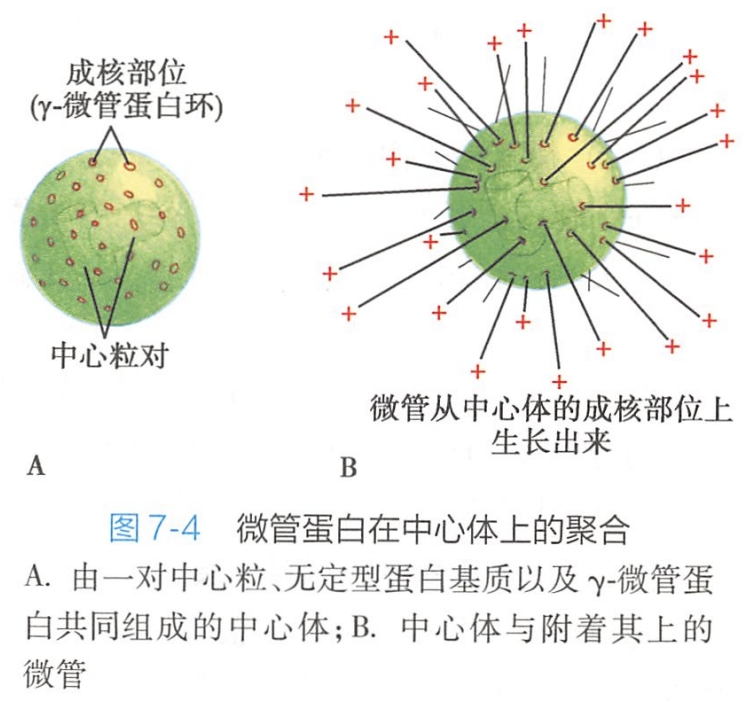 成核部位
(γ-微管蛋白环)
中心粒对
微管从中心体的成核部位上
生长出来
A
B
图 7-4 微管蛋白在中心体上的聚合
A. 由一对中心粒、无定型蛋白基质以及 γ-微管蛋
白共同组成的中心体; B. 中心体与附着其上的
微管